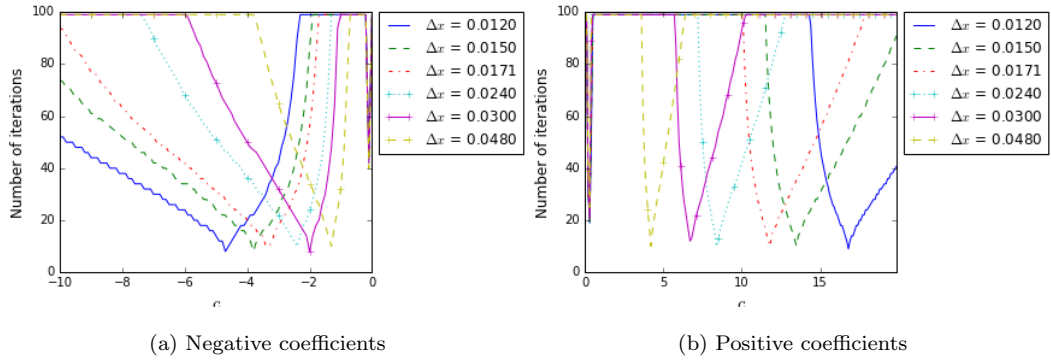 Number of iterations
100
80
60
40
20
0
−10
−8
−6
−4
−2
0
c
Δx = 0.0120
Δx = 0.0150
Δx = 0.0171
Δx = 0.0240
Δx = 0.0300
Δx = 0.0480
(a) Negative coefficients
Number of iterations
100
80
60
40
20
0
0
5
10
15
c
Δx = 0.0120
Δx = 0.0150
Δx = 0.0171
Δx = 0.0240
Δx = 0.0300
Δx = 0.0480
(b) Positive coefficients